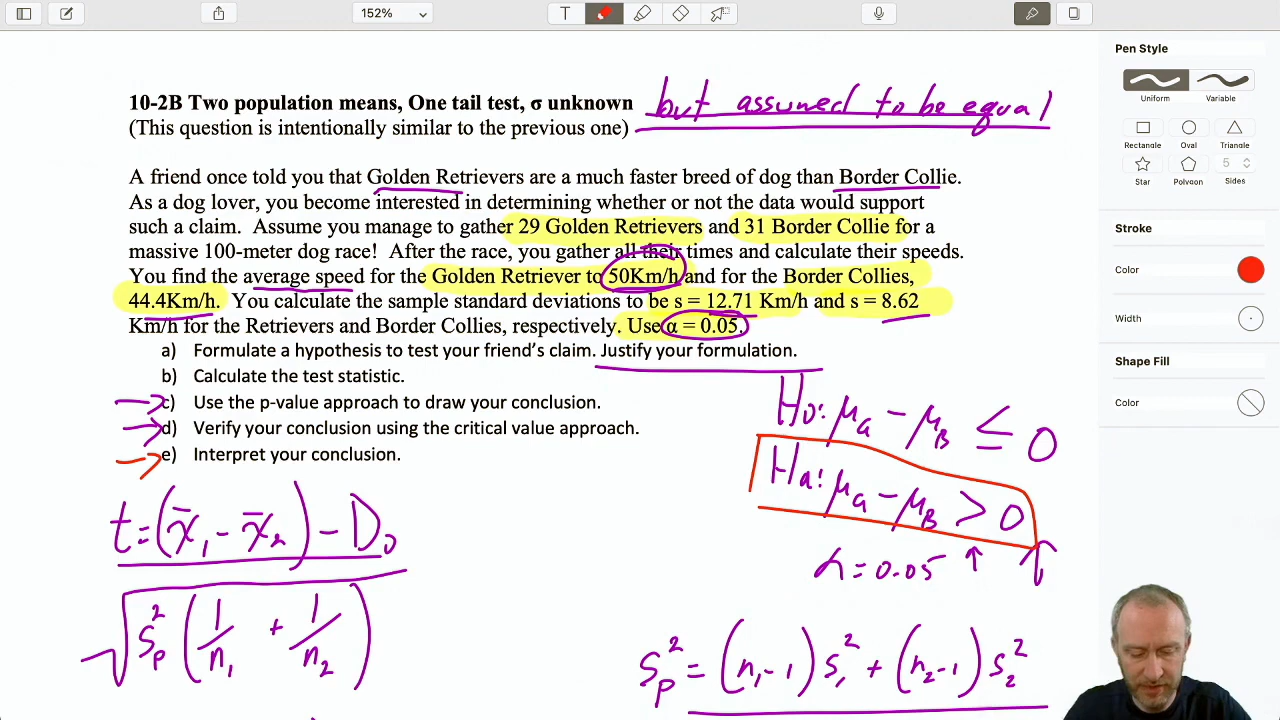 152%
T
Pen Style
Uniform
Variable
Rectangle
Oval
Triangle
Star
Polygon
5
Sides
Stroke
Color
Width
Shape Fill
Color
10-2B Two population means, One tail test, σ unknown but assumed to be equal
(This question is intentionally similar to the previous one)
A friend once told you that Golden Retrievers are a much faster breed of dog than Border Collie.
As a dog lover, you become interested in determining whether or not the data would support
such a claim. Assume you manage to gather 29 Golden Retrievers and 31 Border Collie for a
massive 100-meter dog race! After the race, you gather all their times and calculate their speeds.
You find the average speed for the Golden Retriever to 50Km/h and for the Border Collies,
44.4Km/h. You calculate the sample standard deviations to be s = 12.71 Km/h and s = 8.62
Km/h for the Retrievers and Border Collies, respectively. Use α = 0.05.
a) Formulate a hypothesis to test your friend's claim. Justify your formulation.
b) Calculate the test statistic.
c) Use the p-value approach to draw your conclusion.
d) Verify your conclusion using the critical value approach.
e) Interpret your conclusion.
H0: μG − μB ≤ 0
Ha: μG − μB > 0
α = 0.05
t = (x̄1 − x̄2) − D0
√ sp² (1/n1 + 1/n2)
sp² = (n1−1) s1² + (n2−1) s2²